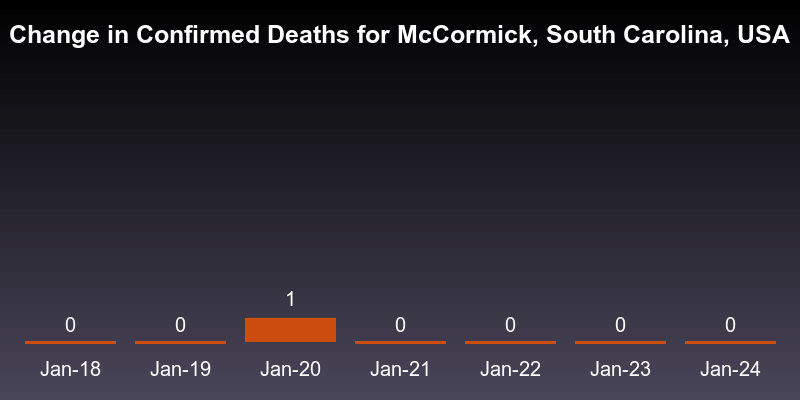 Change in Confirmed Deaths for McCormick, South Carolina, USA
1
0 0 0 0 0 0
Jan-18 Jan-19 Jan-20 Jan-21 Jan-22 Jan-23 Jan-24